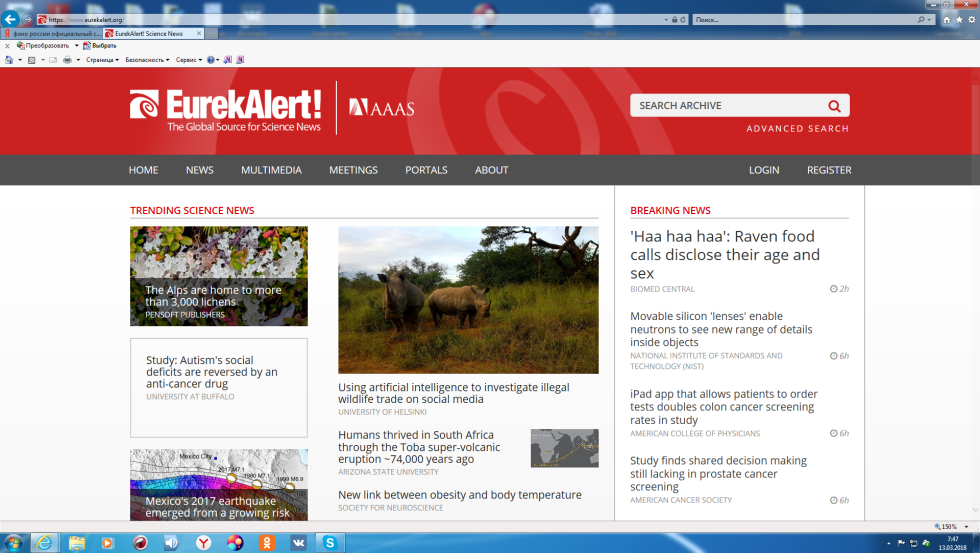 https://www.eurekalert.org/
Поиск...
фано россии официальный с...
EurekAlert! Science News
Преобразовать
Выбрать
Страница
Безопасность
Сервис
EurekAlert!
The Global Source for Science News
AAAS
SEARCH ARCHIVE
ADVANCED SEARCH
HOME NEWS MULTIMEDIA MEETINGS PORTALS ABOUT LOGIN REGISTER
TRENDING SCIENCE NEWS
The Alps are home to more
than 3,000 lichens
PENSOFT PUBLISHERS
Study: Autism's social
deficits are reversed by an
anti-cancer drug
UNIVERSITY AT BUFFALO
Mexico City
2017 M7.1
1980 M7.1
1999 M6.9
Mexico's 2017 earthquake
emerged from a growing risk
Using artificial intelligence to investigate illegal
wildlife trade on social media
UNIVERSITY OF HELSINKI
Humans thrived in South Africa
through the Toba super-volcanic
eruption ~74,000 years ago
ARIZONA STATE UNIVERSITY
New link between obesity and body temperature
SOCIETY FOR NEUROSCIENCE
BREAKING NEWS
'Haa haa haa': Raven food
calls disclose their age and
sex
BIOMED CENTRAL 2h
Movable silicon 'lenses' enable
neutrons to see new range of details
inside objects
NATIONAL INSTITUTE OF STANDARDS AND 6h
TECHNOLOGY (NIST)
iPad app that allows patients to order
tests doubles colon cancer screening
rates in study
AMERICAN COLLEGE OF PHYSICIANS 6h
Study finds shared decision making
still lacking in prostate cancer
screening
AMERICAN CANCER SOCIETY 6h
150%
7:47
13.03.2018